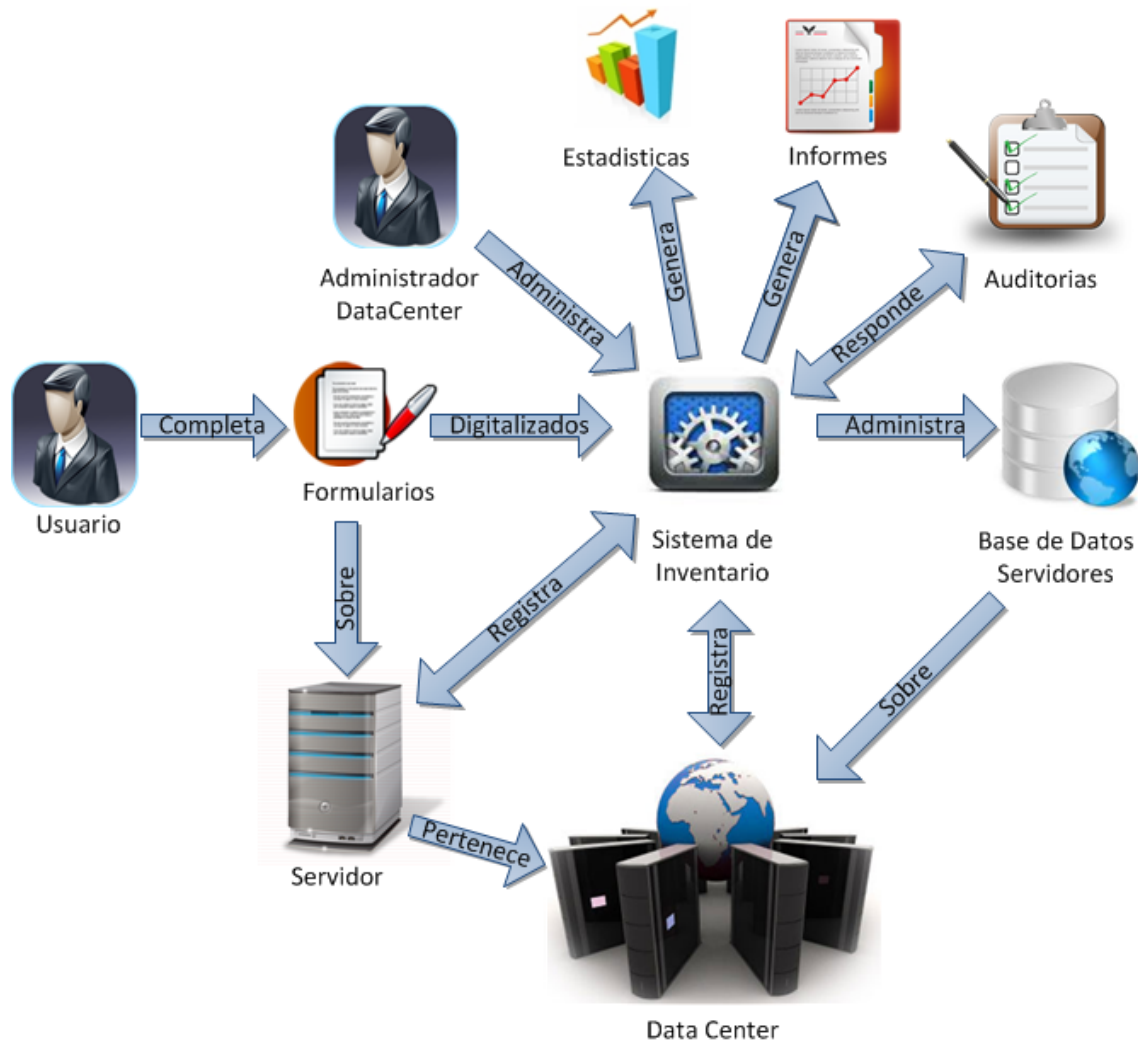 Estadisticas
Informes
Administrador
DataCenter
Auditorias
Administra
Genera
Genera
Responde
Completa
Digitalizados
Administra
Usuario
Formularios
Sistema de
Inventario
Base de Datos
Servidores
Sobre
Registra
Registra
Sobre
Servidor
Pertenece
Data Center